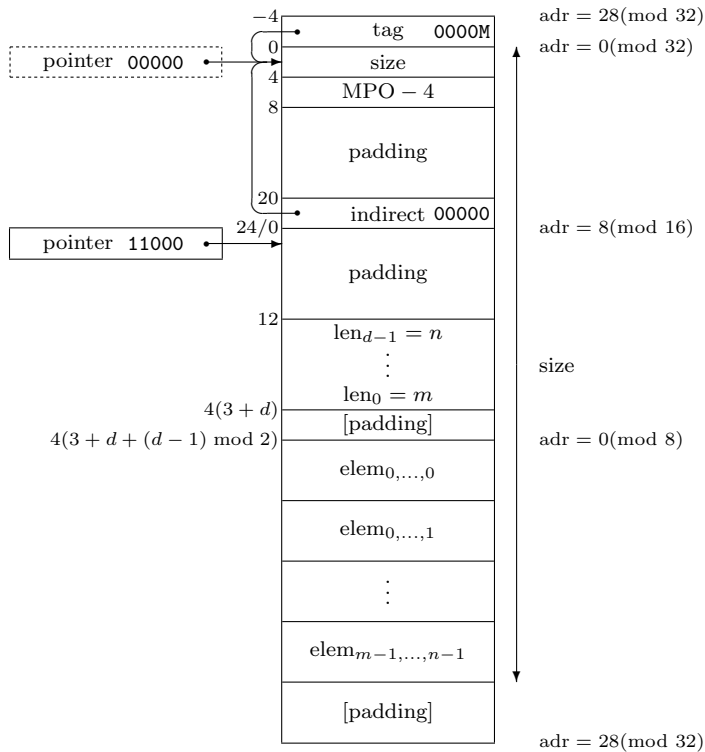 −4
tag 0000M
adr = 28(mod 32)
0
adr = 0(mod 32)
pointer 00000
size
4
MPO − 4
8
padding
20
indirect 00000
24/0
adr = 8(mod 16)
pointer 11000
padding
12
len_{d−1} = n
⋮
size
len_0 = m
4(3 + d)
[padding]
4(3 + d + (d − 1) mod 2)
adr = 0(mod 8)
elem_{0,...,0}
elem_{0,...,1}
⋮
elem_{m−1,...,n−1}
[padding]
adr = 28(mod 32)